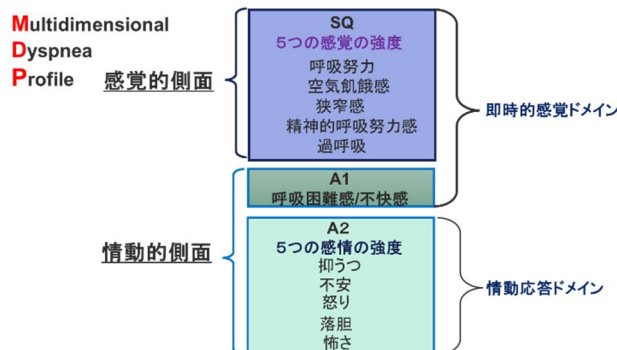 Multidimensional
Dyspnea
Profile
感覚的側面
SQ
5つの感覚の強度
呼吸努力
空気飢餓感
狭窄感
精神的呼吸努力感
過呼吸
即時的感覚ドメイン
A1
呼吸困難感/不快感
情動的側面
A2
5つの感情の強度
抑うつ
不安
怒り
落胆
怖さ
情動応答ドメイン